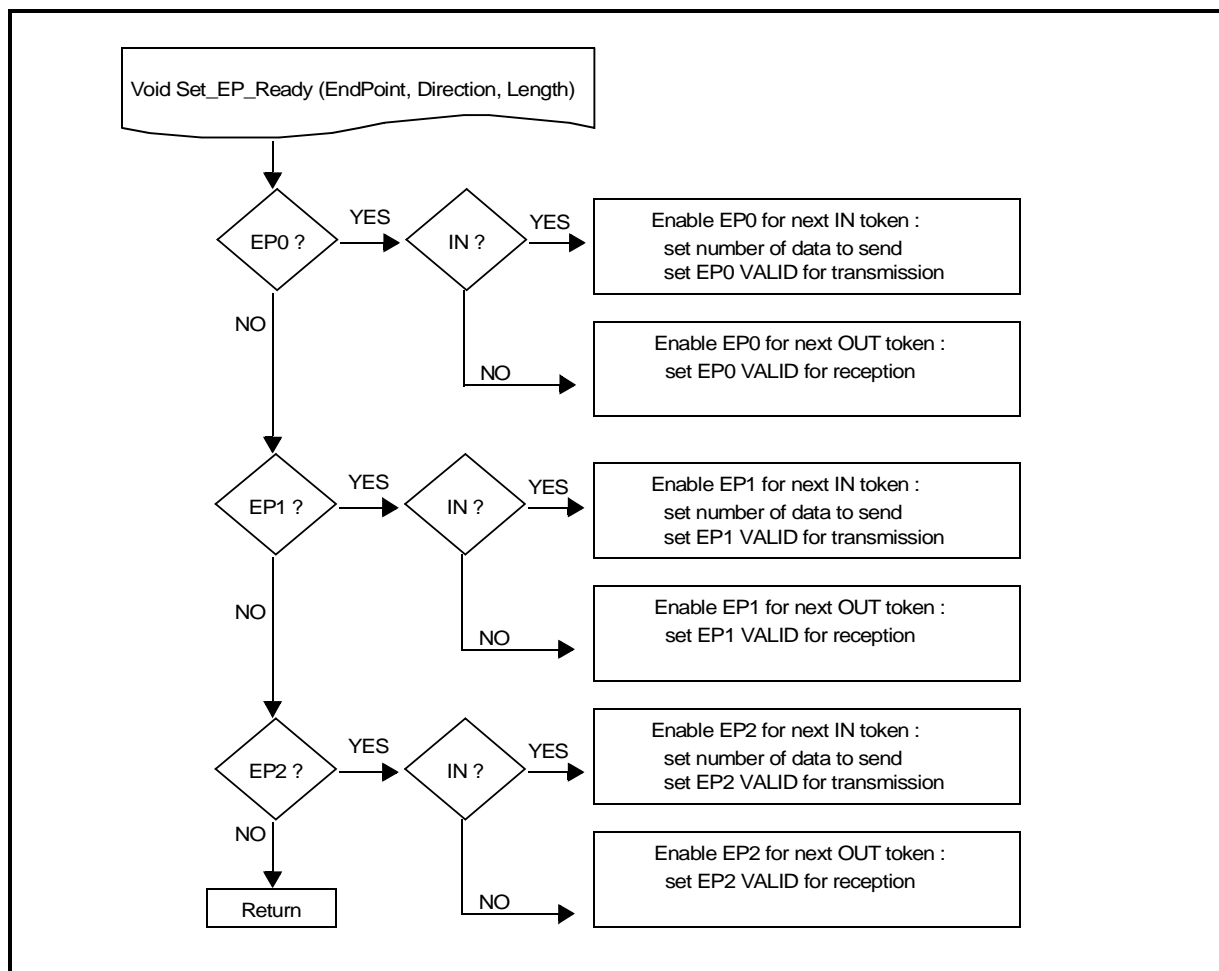 Void Set_EP_Ready (EndPoint, Direction, Length)
EP0 ?
YES
IN ?
YES
Enable EP0 for next IN token :
set number of data to send
set EP0 VALID for transmission
NO
NO
Enable EP0 for next OUT token :
set EP0 VALID for reception
EP1 ?
YES
IN ?
YES
Enable EP1 for next IN token :
set number of data to send
set EP1 VALID for transmission
NO
NO
Enable EP1 for next OUT token :
set EP1 VALID for reception
EP2 ?
YES
IN ?
YES
Enable EP2 for next IN token :
set number of data to send
set EP2 VALID for transmission
NO
NO
Enable EP2 for next OUT token :
set EP2 VALID for reception
Return